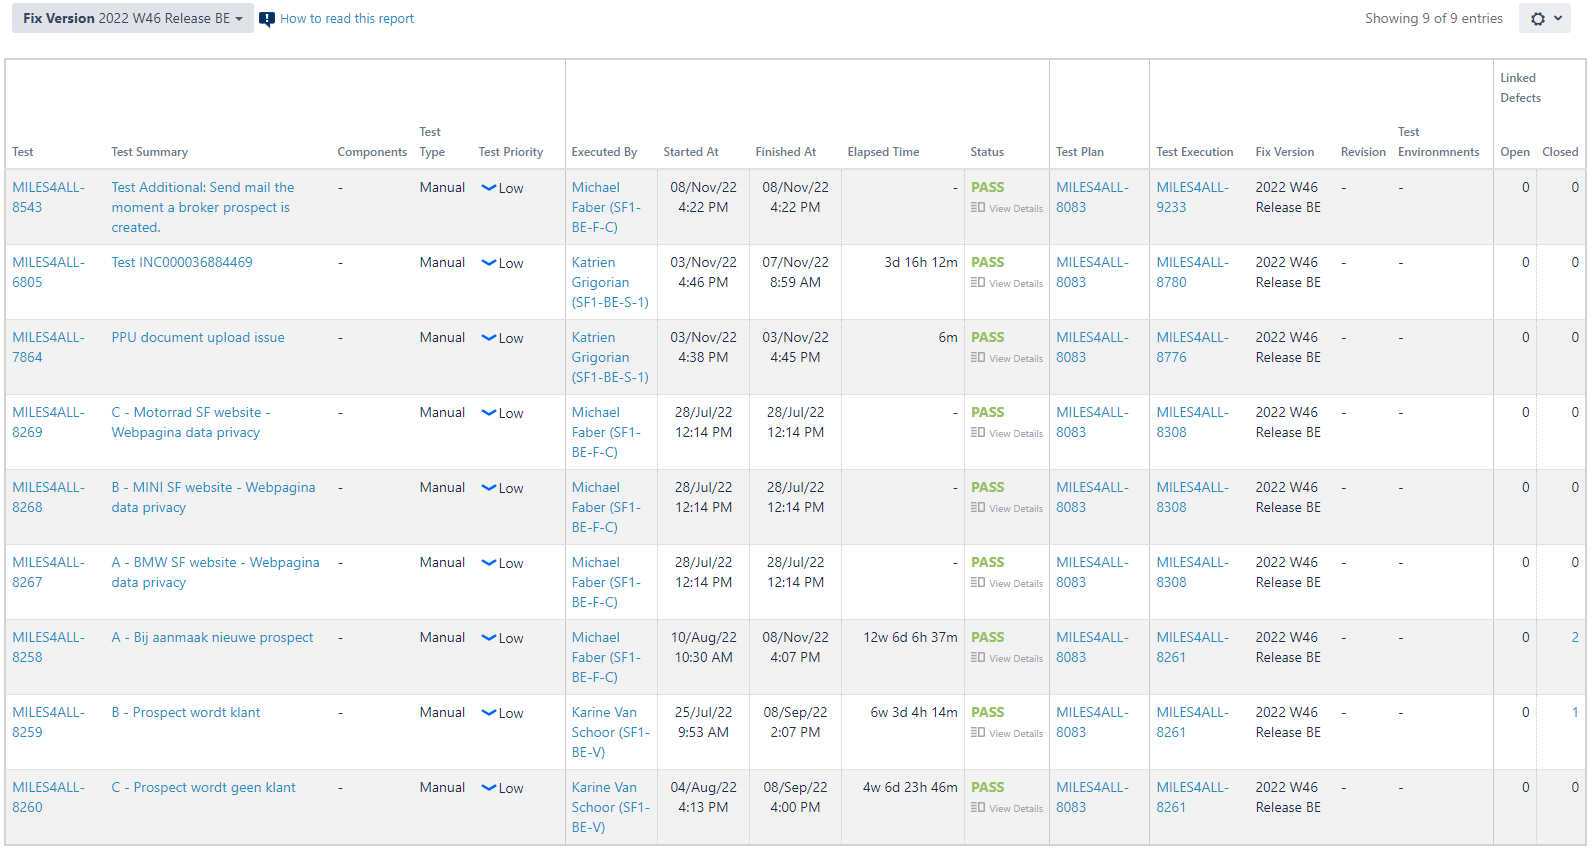 Fix Version 2022 W46 Release BE How to read this report Showing 9 of 9 entries
Linked
Defects
Test Test
Test Test Summary Components Type Test Priority Executed By Started At Finished At Elapsed Time Status Test Plan Test Execution Fix Version Revision Environmnents Open Closed
MILES4ALL- Test Additional: Send mail the - Manual Low Michael 08/Nov/22 08/Nov/22 - PASS MILES4ALL- MILES4ALL- 2022 W46 - - 0 0
8543 moment a broker prospect is Faber (SF1- 4:22 PM 4:22 PM View Details 8083 9233 Release BE
created. BE-F-C)
MILES4ALL- Test INC000036884469 - Manual Low Katrien 03/Nov/22 07/Nov/22 3d 16h 12m PASS MILES4ALL- MILES4ALL- 2022 W46 - - 0 0
6805 Grigorian 4:46 PM 8:59 AM View Details 8083 8780 Release BE
(SF1-BE-S-1)
MILES4ALL- PPU document upload issue - Manual Low Katrien 03/Nov/22 03/Nov/22 6m PASS MILES4ALL- MILES4ALL- 2022 W46 - - 0 0
7864 Grigorian 4:38 PM 4:45 PM View Details 8083 8776 Release BE
(SF1-BE-S-1)
MILES4ALL- C - Motorrad SF website - - Manual Low Michael 28/Jul/22 28/Jul/22 - PASS MILES4ALL- MILES4ALL- 2022 W46 - - 0 0
8269 Webpagina data privacy Faber (SF1- 12:14 PM 12:14 PM View Details 8083 8308 Release BE
BE-F-C)
MILES4ALL- B - MINI SF website - Webpagina - Manual Low Michael 28/Jul/22 28/Jul/22 - PASS MILES4ALL- MILES4ALL- 2022 W46 - - 0 0
8268 data privacy Faber (SF1- 12:14 PM 12:14 PM View Details 8083 8308 Release BE
BE-F-C)
MILES4ALL- A - BMW SF website - Webpagina - Manual Low Michael 28/Jul/22 28/Jul/22 - PASS MILES4ALL- MILES4ALL- 2022 W46 - - 0 0
8267 data privacy Faber (SF1- 12:14 PM 12:14 PM View Details 8083 8308 Release BE
BE-F-C)
MILES4ALL- A - Bij aanmaak nieuwe prospect - Manual Low Michael 10/Aug/22 08/Nov/22 12w 6d 6h 37m PASS MILES4ALL- MILES4ALL- 2022 W46 - - 0 2
8258 Faber (SF1- 10:30 AM 4:07 PM View Details 8083 8261 Release BE
BE-F-C)
MILES4ALL- B - Prospect wordt klant - Manual Low Karine Van 25/Jul/22 08/Sep/22 6w 3d 4h 14m PASS MILES4ALL- MILES4ALL- 2022 W46 - - 0 1
8259 Schoor (SF1- 9:53 AM 2:07 PM View Details 8083 8261 Release BE
BE-V)
MILES4ALL- C - Prospect wordt geen klant - Manual Low Karine Van 04/Aug/22 08/Sep/22 4w 6d 23h 46m PASS MILES4ALL- MILES4ALL- 2022 W46 - - 0 0
8260 Schoor (SF1- 4:13 PM 4:00 PM View Details 8083 8261 Release BE
BE-V)